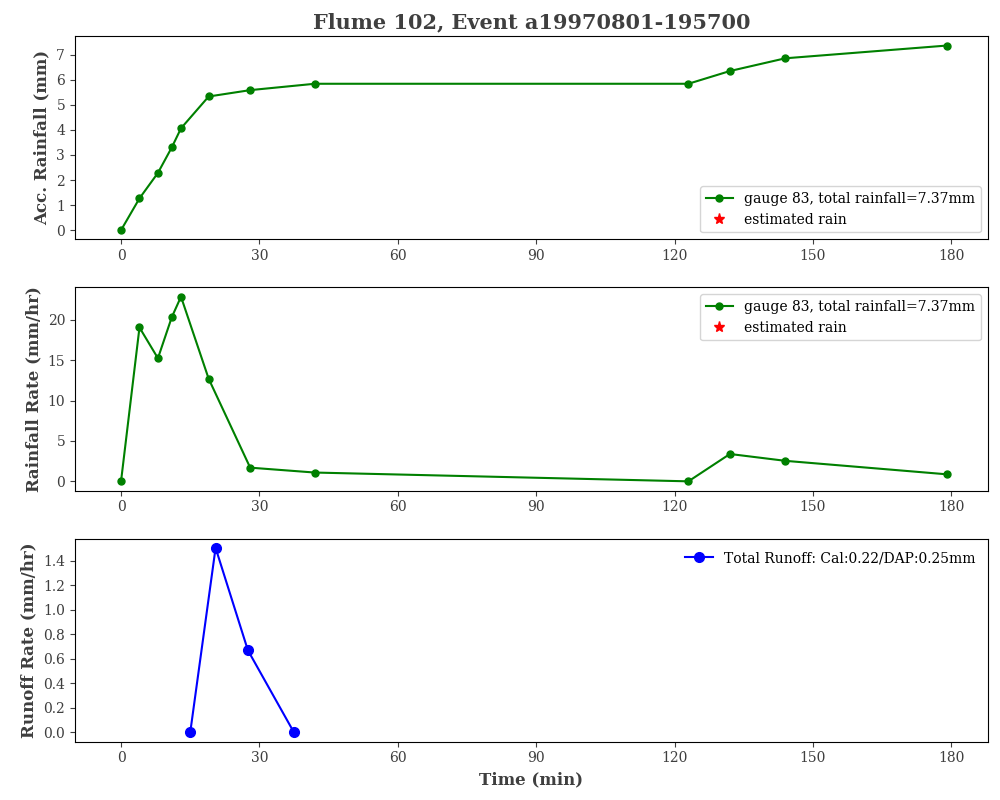 Flume 102, Event a19970801-195700
Acc. Rainfall (mm)
7
6
5
4
3
2
1
0
gauge 83, total rainfall=7.37mm
estimated rain
0 30 60 90 120 150 180
Rainfall Rate (mm/hr)
20
15
10
5
0
gauge 83, total rainfall=7.37mm
estimated rain
0 30 60 90 120 150 180
Runoff Rate (mm/hr)
1.4
1.2
1.0
0.8
0.6
0.4
0.2
0.0
Total Runoff: Cal:0.22/DAP:0.25mm
0 30 60 90 120 150 180
Time (min)